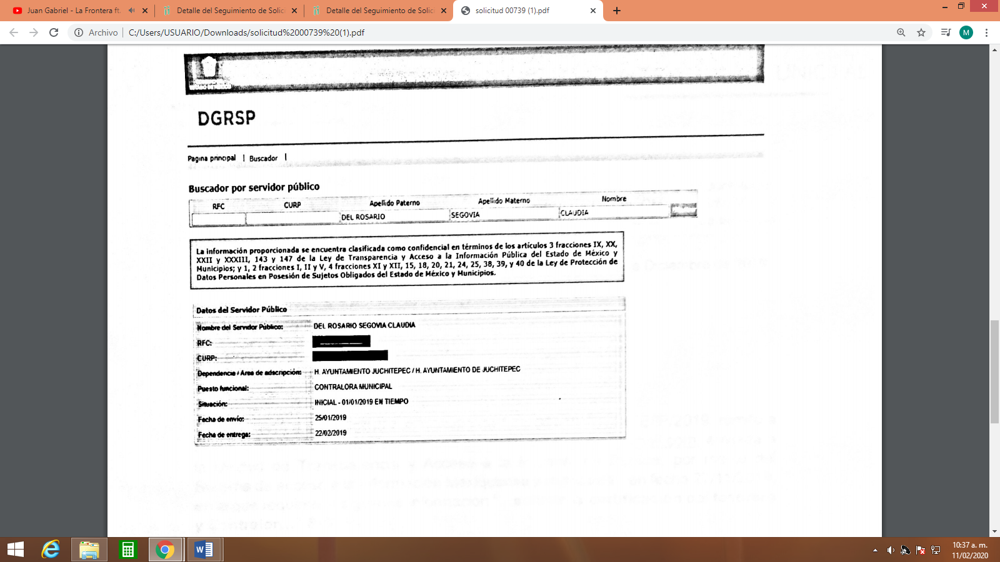 Juan Gabriel - La Frontera ft.
Detalle del Seguimiento de Solici
Detalle del Seguimiento de Solici
solicitud 00739 (1).pdf
Archivo
C:/Users/USUARIO/Downloads/solicitud%2000739%20(1).pdf
M
DGRSP
Pagina principal | Buscador |
Buscador por servidor público
RFC CURP Apellido Paterno Apellido Materno Nombre
DEL ROSARIO SEGOVIA CLAUDIA
La información proporcionada se encuentra clasificada como confidencial en términos de los artículos 3 fracciones IX, XX,
XXII y XXXIII, 143 y 147 de la Ley de Transparencia y Acceso a la Información Pública del Estado de México y
Municipios; y 1, 2 fracciones I, II y V, 4 fracciones XI y XII, 15, 18, 20, 21, 24, 25, 38, 39, y 40 de la Ley de Protección de
Datos Personales en Posesión de Sujetos Obligados del Estado de México y Municipios.
Datos del Servidor Público
Nombre del Servidor Público: DEL ROSARIO SEGOVIA CLAUDIA
RFC:
CURP:
Dependencia / Area de adscripción: H. AYUNTAMIENTO JUCHITEPEC / H. AYUNTAMIENTO DE JUCHITEPEC
Puesto funcional: CONTRALORA MUNICIPAL
Situación: INICIAL - 01/01/2019 EN TIEMPO
Fecha de envío: 25/01/2019
Fecha de entrega: 22/02/2019
10:37 a. m.
11/02/2020